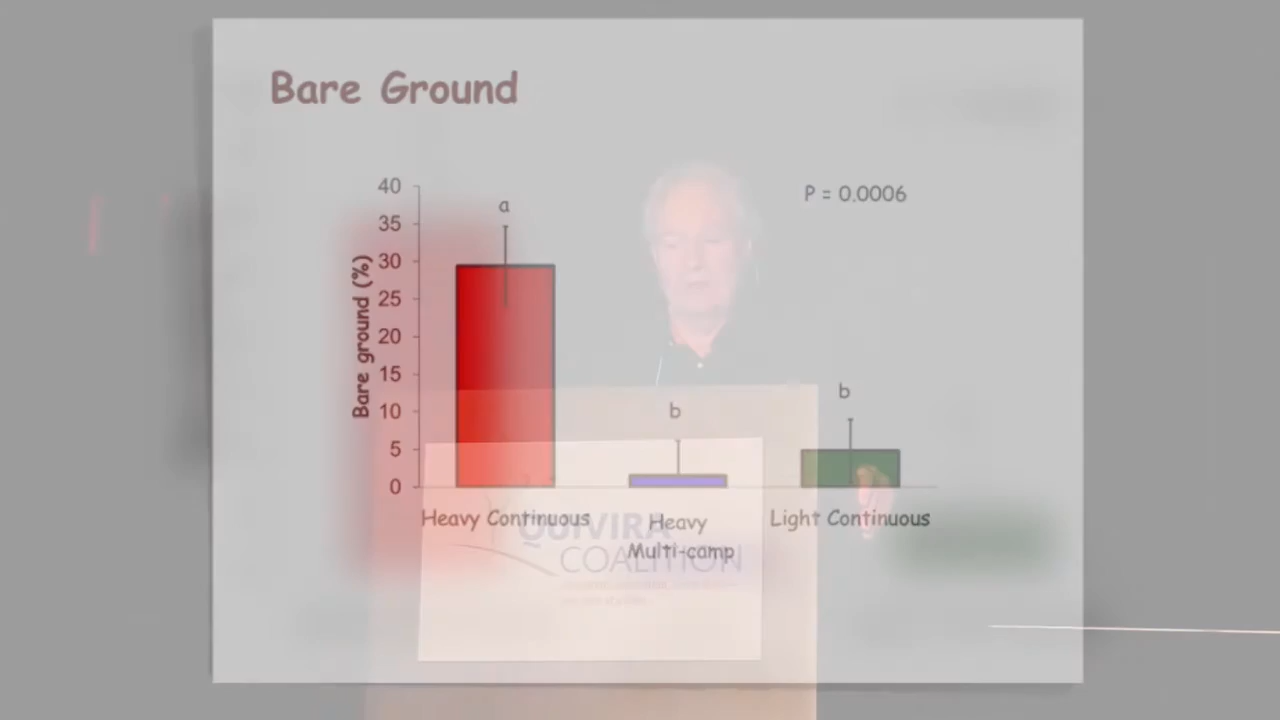 Bare Ground
P = 0.0006
Bare ground (%)
40
35
30
25
20
15
10
5
0
a
b
b
Heavy Continuous
Heavy
Multi-camp
Light Continuous
QUIVIRA
COALITION